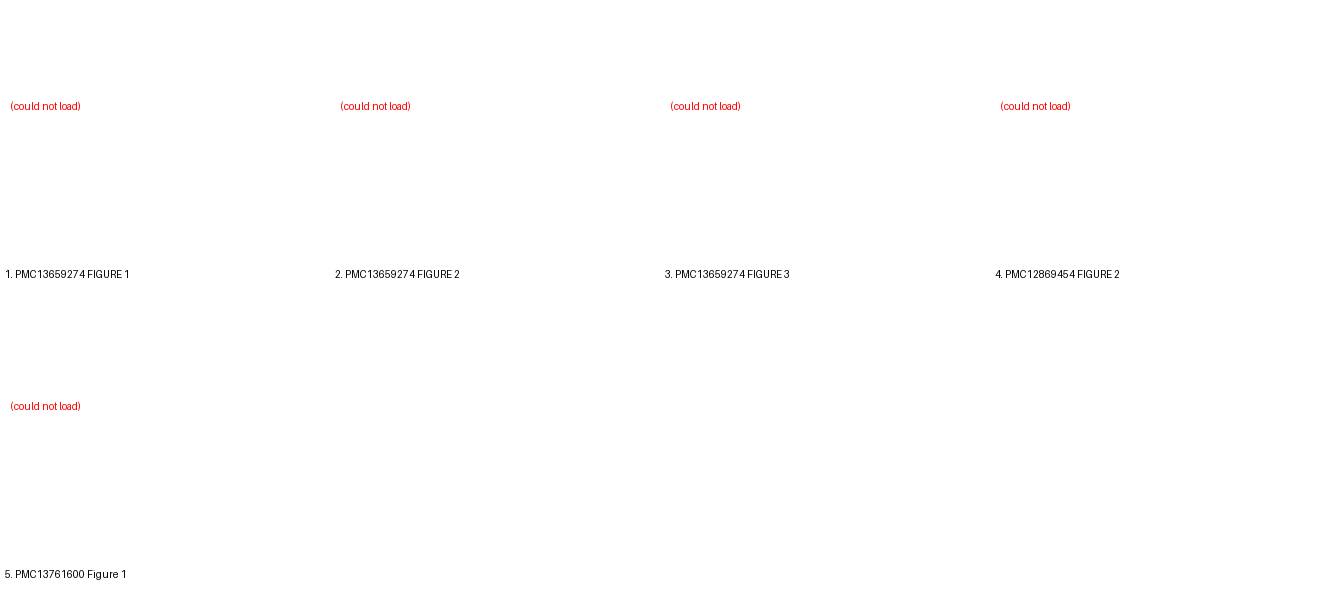 (could not load)
(could not load)
(could not load)
(could not load)
1. PMC13659274 FIGURE 1
2. PMC13659274 FIGURE 2
3. PMC13659274 FIGURE 3
4. PMC12869454 FIGURE 2
(could not load)
5. PMC13761600 Figure 1